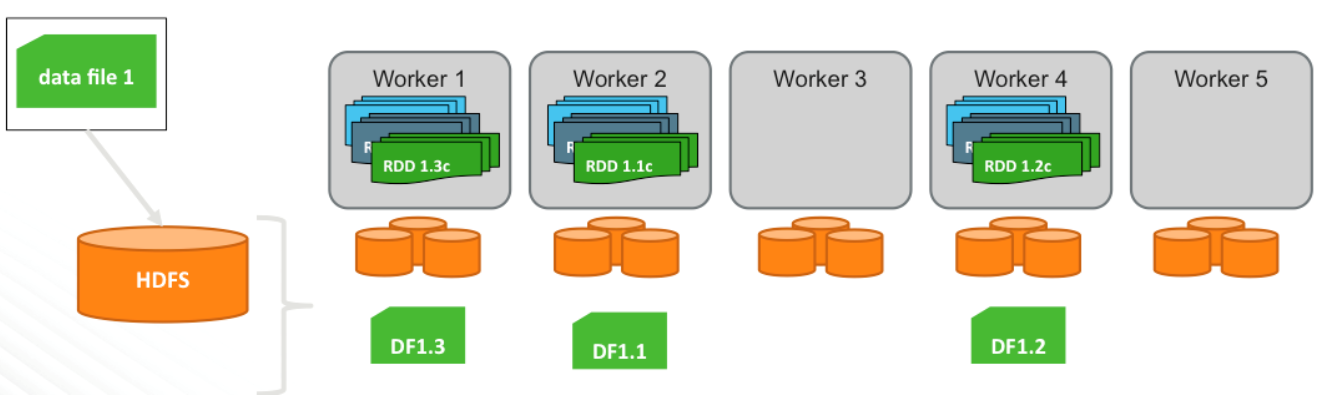 data file 1
Worker 1
Worker 2
Worker 3
Worker 4
Worker 5
R
RDD 1.3c
R
RDD 1.1c
R
RDD 1.2c
HDFS
DF1.3
DF1.1
DF1.2